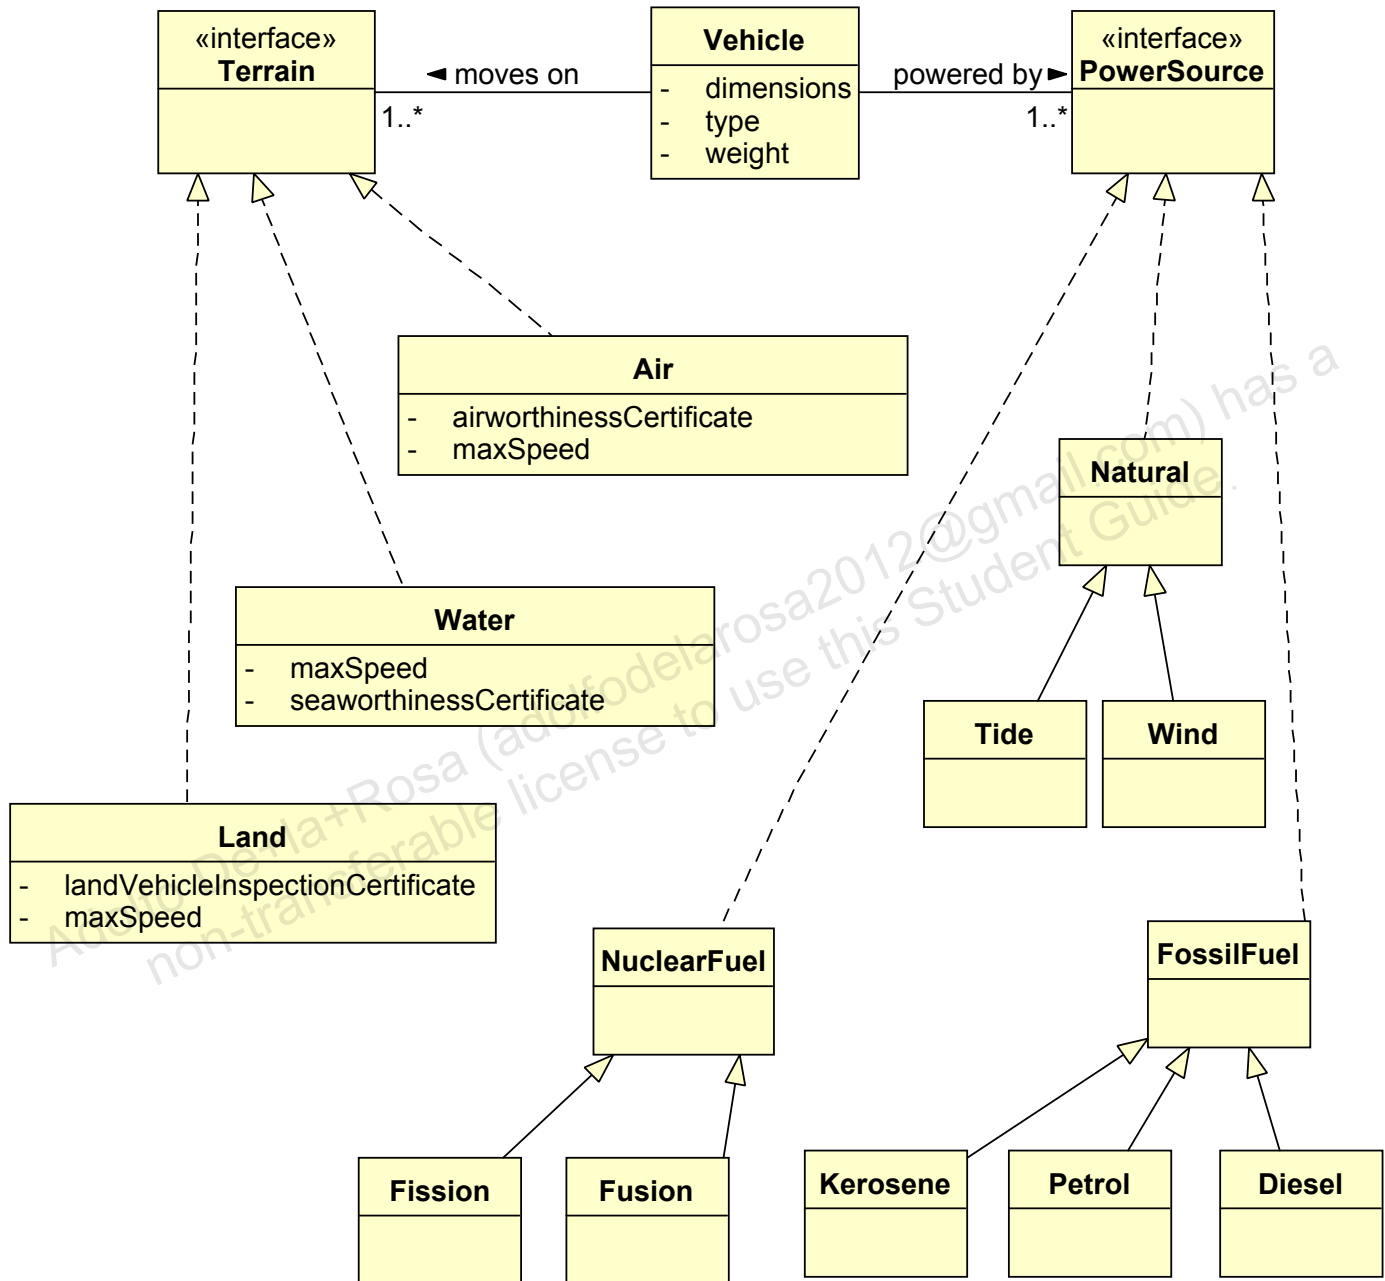 «interface»
Terrain
◄ moves on
1..*
Vehicle
- dimensions
- type
- weight
powered by ►
1..*
«interface»
PowerSource
Air
- airworthinessCertificate
- maxSpeed
Natural
Water
- maxSpeed
- seaworthinessCertificate
Tide
Wind
Land
- landVehicleInspectionCertificate
- maxSpeed
NuclearFuel
FossilFuel
Fission
Fusion
Kerosene
Petrol
Diesel
Adolfo De+la+Rosa (adolfodelarosa2012@gmail.com) has a
non-transferable license to use this Student Guide.